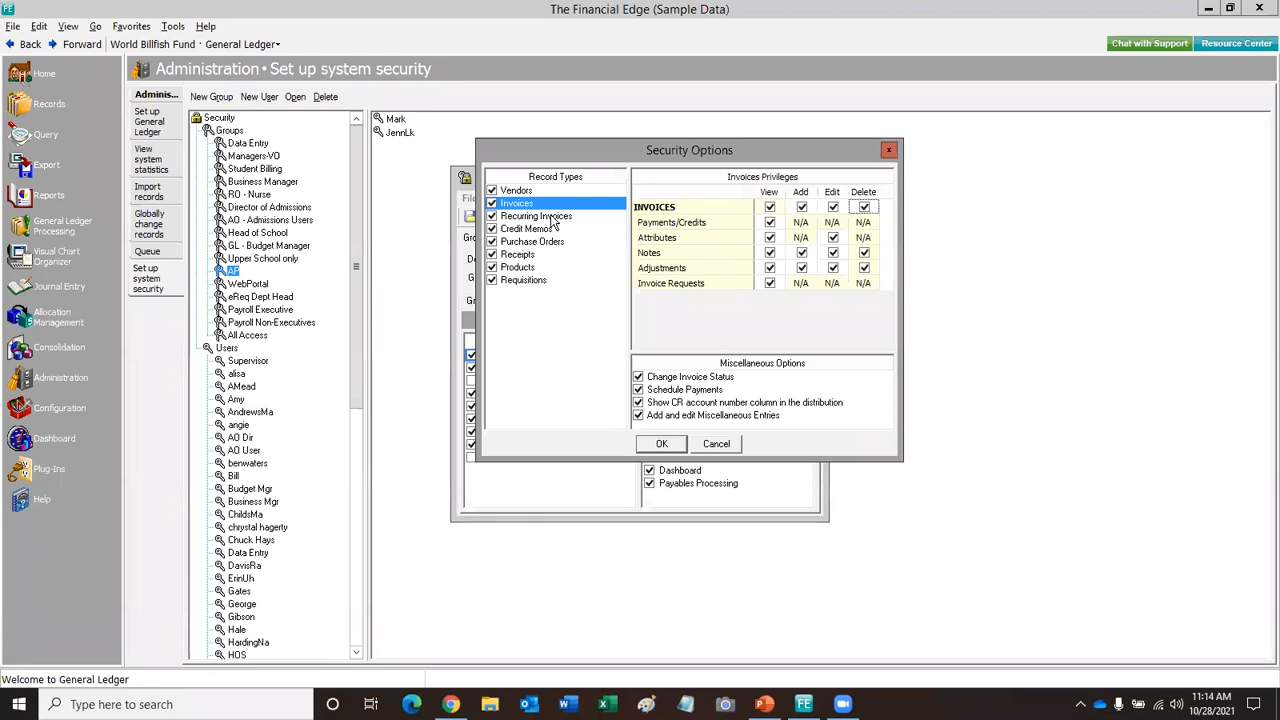 FE
The Financial Edge (Sample Data)
File Edit View Go Favorites Tools Help
Back Forward World Billfish Fund · General Ledger
Chat with Support Resource Center
Administration • Set up system security
Home
Records
Query
Export
Reports
General Ledger
Processing
Visual Chart
Organizer
Journal Entry
Allocation
Management
Consolidation
Administration
Configuration
Dashboard
Plug-Ins
Help
Adminis...
Set up
General
Ledger
View
system
statistics
Import
records
Globally
change
records
Queue
Set up
system
security
New Group New User Open Delete
Security
Groups
Data Entry
Managers-VO
Student Billing
Business Manager
RO - Nurse
Director of Admissions
AO - Admissions Users
Head of School
GL - Budget Manager
Upper School only
AP
WebPortal
eReq Dept Head
Payroll Executive
Payroll Non-Executives
All Access
Users
Supervisor
alisa
AMead
Amy
AndrewsMa
angie
AO Dir
AO User
benwaters
Bill
Budget Mgr
Business Mgr
ChildsMa
chrystal hagerty
Chuck Hays
Data Entry
DavisRa
ErinUh
Gates
George
Gibson
Hale
HardingNa
HOS
Mark
JennLk
File
Security Options
x
Record Types
Vendors
Invoices
Recurring Invoices
Credit Memos
Purchase Orders
Receipts
Products
Requisitions
Invoices Privileges
View Add Edit Delete
INVOICES
Payments/Credits N/A N/A N/A
Attributes N/A N/A
Notes
Adjustments
Invoice Requests N/A N/A N/A
Miscellaneous Options
Change Invoice Status
Schedule Payments
Show CR account number column in the distribution
Add and edit Miscellaneous Entries
OK Cancel
Dashboard
Payables Processing
Welcome to General Ledger
Type here to search
FE
11:14 AM
10/28/2021